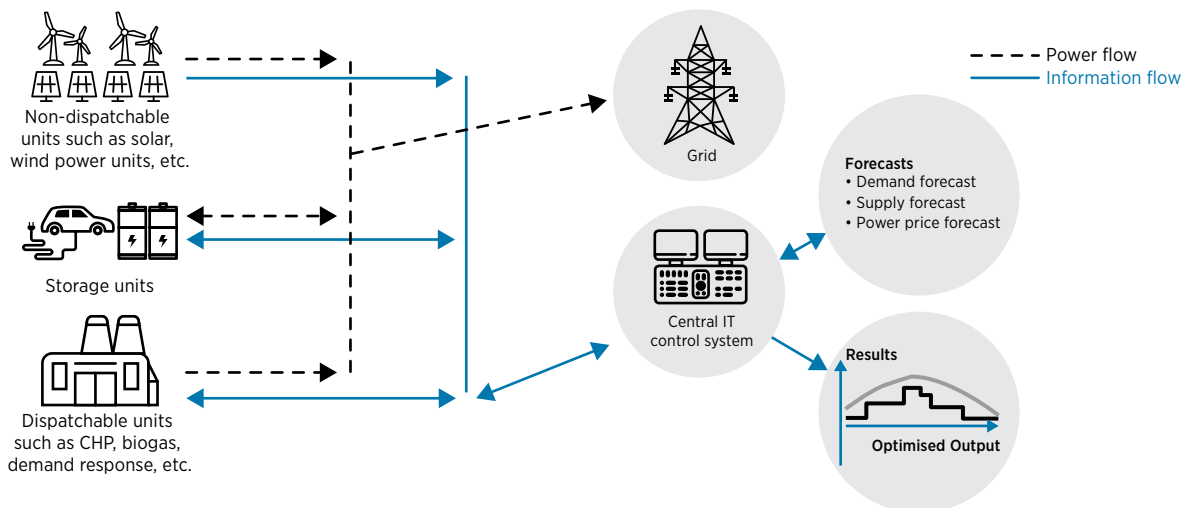 Power flow
Information flow
Non-dispatchable
units such as solar,
wind power units, etc.
Grid
Forecasts
• Demand forecast
• Supply forecast
• Power price forecast
Storage units
Central IT
control system
Results
Optimised Output
Dispatchable units
such as CHP, biogas,
demand response, etc.